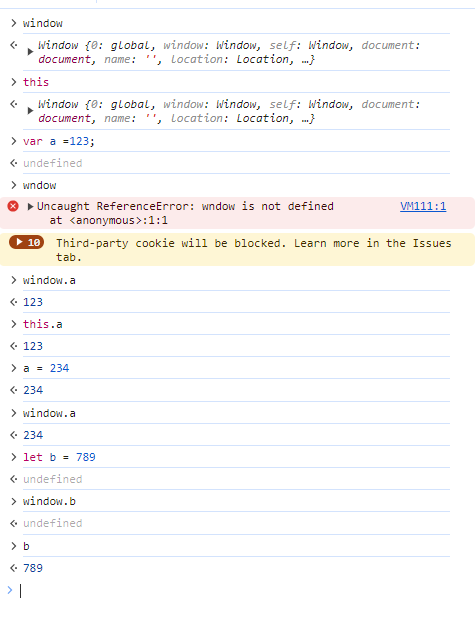 window
Window {0: global, window: Window, self: Window, document:
document, name: '', location: Location, …}
this
Window {0: global, window: Window, self: Window, document:
document, name: '', location: Location, …}
var a =123;
undefined
wndow
Uncaught ReferenceError: wndow is not defined VM111:1
at <anonymous>:1:1
10 Third-party cookie will be blocked. Learn more in the Issues
tab.
window.a
123
this.a
123
a = 234
234
window.a
234
let b = 789
undefined
window.b
undefined
b
789